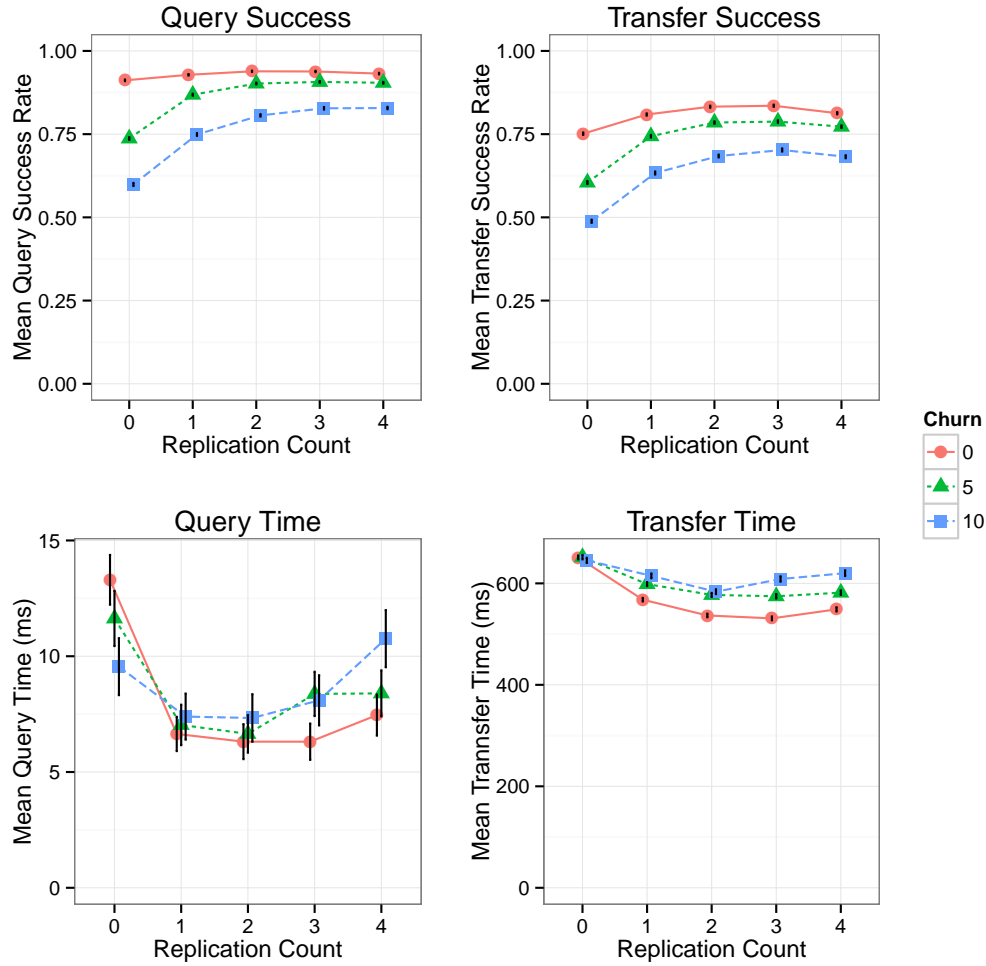 Query Success
Mean Query Success Rate
1.00
0.75
0.50
0.25
0.00
0 1 2 3 4
Replication Count
Transfer Success
Mean Transfer Success Rate
1.00
0.75
0.50
0.25
0.00
0 1 2 3 4
Replication Count
Churn
0
5
10
Query Time
Mean Query Time (ms)
15
10
5
0
0 1 2 3 4
Replication Count
Transfer Time
Mean Trannsfer Time (ms)
600
400
200
0
0 1 2 3 4
Replication Count